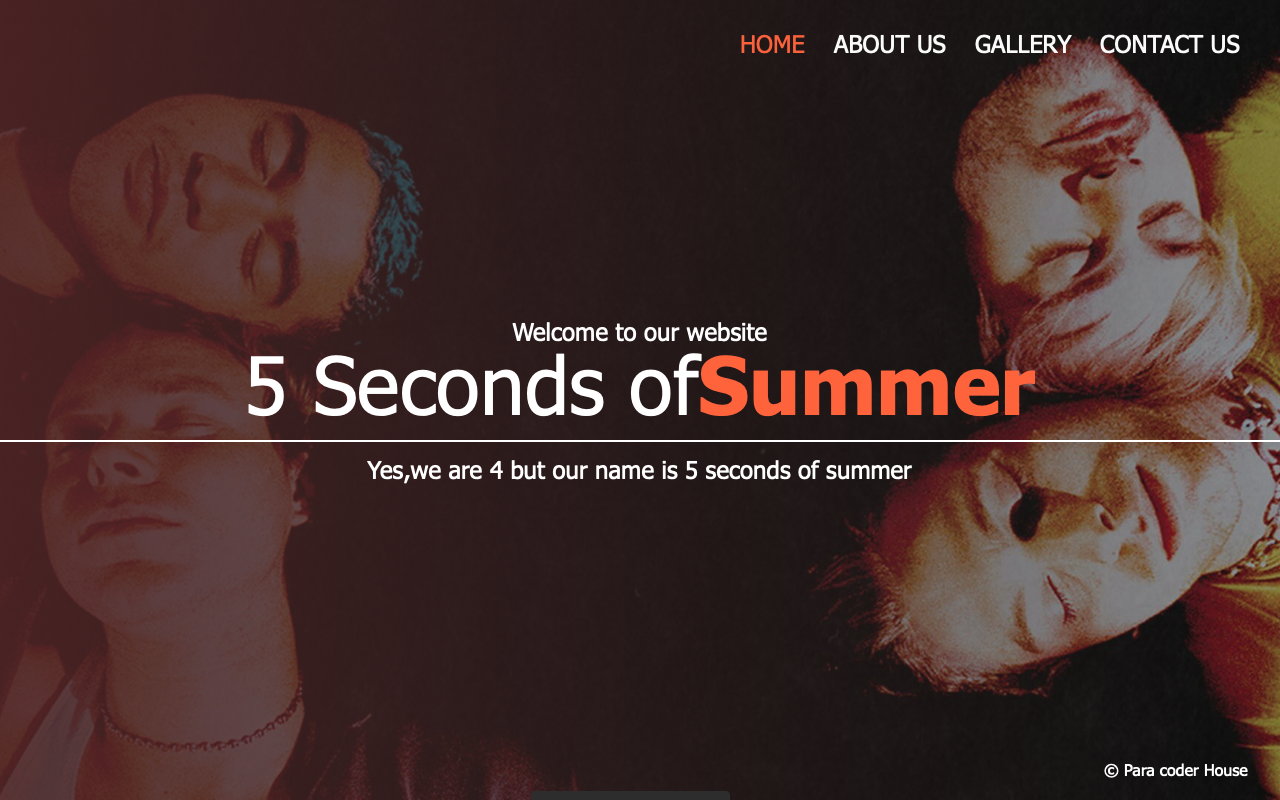 HOME ABOUT US GALLERY CONTACT US
Welcome to our website
5 Seconds ofSummer
Yes,we are 4 but our name is 5 seconds of summer
© Para coder House